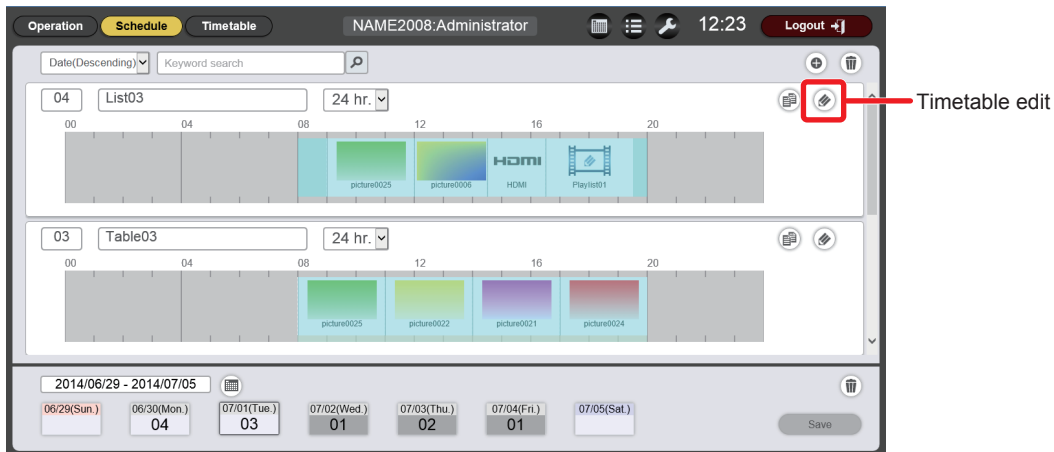 Operation Schedule Timetable NAME2008:Administrator 12:23 Logout
Date(Descending) Keyword search
04 List03 24 hr.
Timetable edit
00 04 08 12 16 20
HDMI
picture0025 picture0006 HDMI Playlist01
03 Table03 24 hr.
00 04 08 12 16 20
picture0025 picture0022 picture0021 picture0024
2014/06/29 - 2014/07/05
06/29(Sun.) 06/30(Mon.) 07/01(Tue.) 07/02(Wed.) 07/03(Thu.) 07/04(Fri.) 07/05(Sat.)
04 03 01 02 01 Save